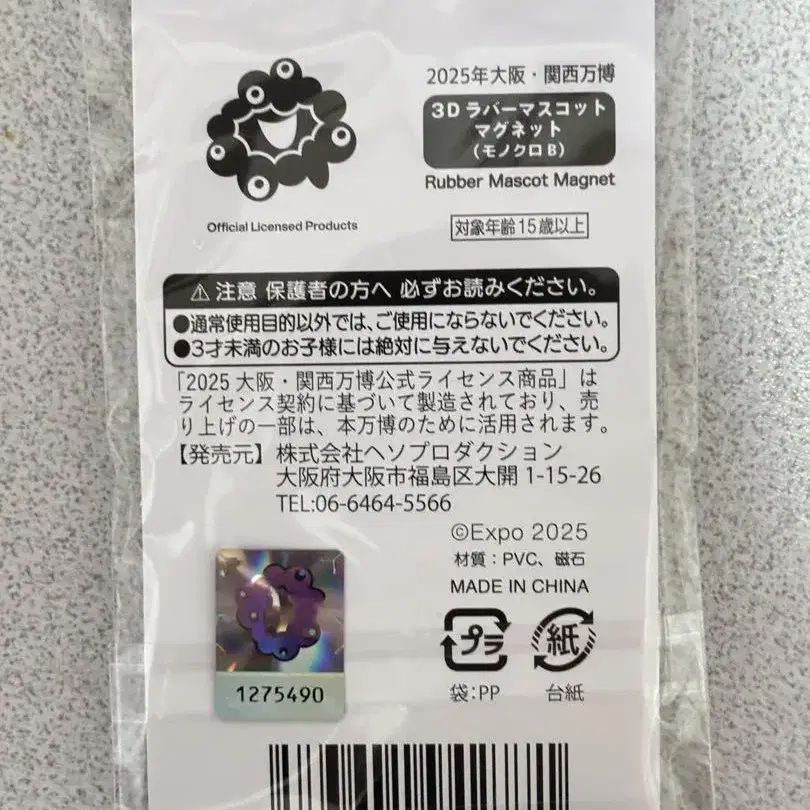 2025年大阪・関西万博
3Dラバーマスコット
マグネット
(モノクロB)
Rubber Mascot Magnet
Official Licensed Products
対象年齢15歳以上
⚠注意 保護者の方へ 必ずお読みください。
●通常使用目的以外では、ご使用にならないでください。
●3才未満のお子様には絶対に与えないでください。
「2025大阪・関西万博公式ライセンス商品」は
ライセンス契約に基づいて製造されており、売
り上げの一部は、本万博のために活用されます。
【発売元】株式会社ヘソプロダクション
大阪府大阪市福島区大開1-15-26
TEL:06-6464-5566
©Expo 2025
材質:PVC、磁石
MADE IN CHINA
プラ
紙
袋:PP
台紙
1275490